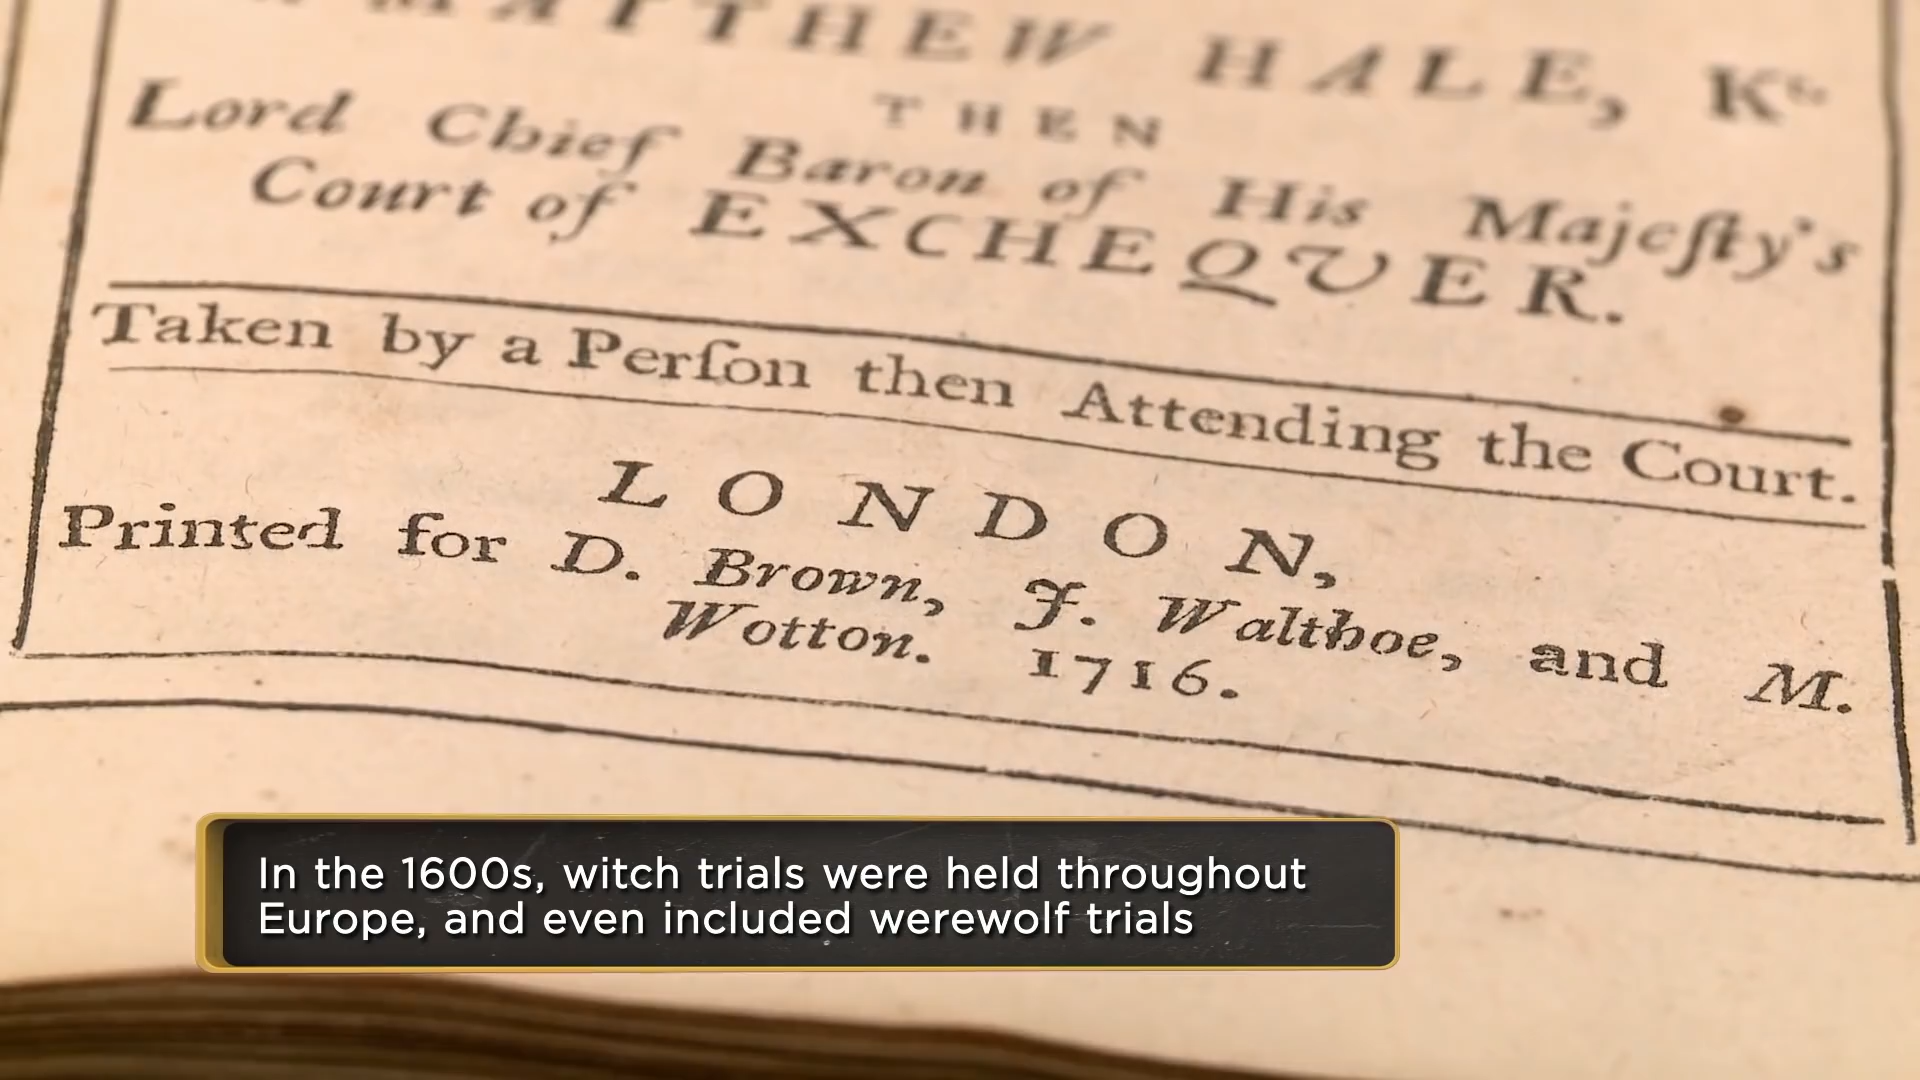 MATTHEW HALE, Kt.
THEN
Lord Chief Baron of His Majeſty's
Court of EXCHEQUER.
Taken by a Perſon then Attending the Court.
LONDON,
Printed for D. Brown, J. Walthoe, and M.
Wotton. 1716.
In the 1600s, witch trials were held throughout
Europe, and even included werewolf trials